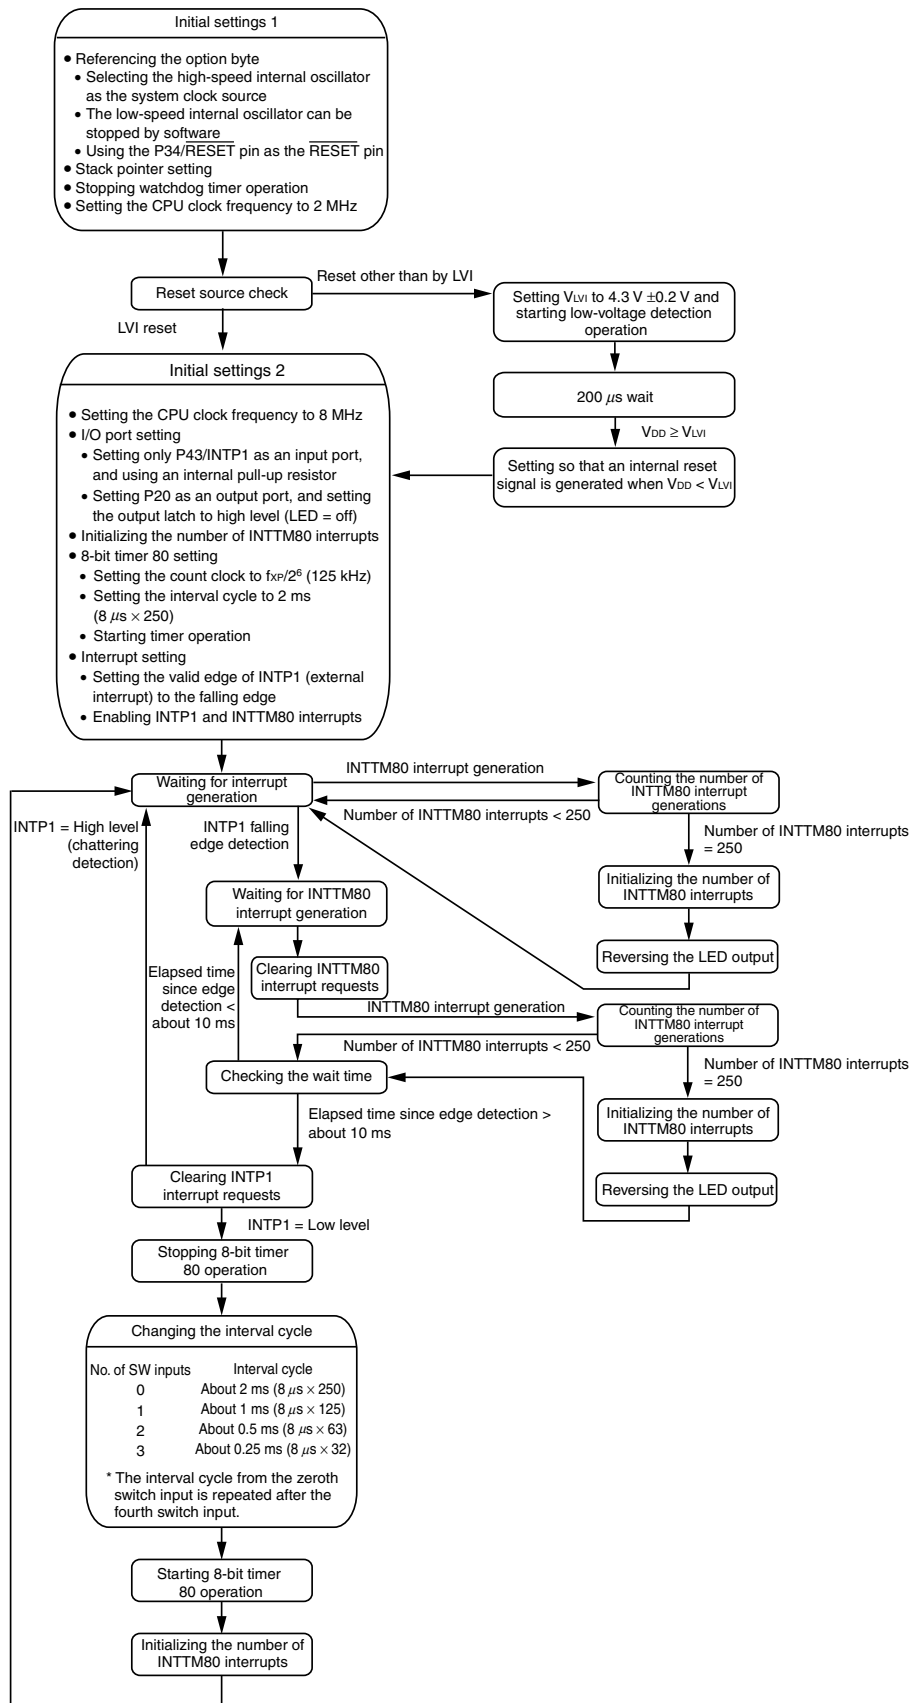 Initial settings 1
● Referencing the option byte
• Selecting the high-speed internal oscillator
as the system clock source
• The low-speed internal oscillator can be
stopped by software
• Using the P34/RESET pin as the RESET pin
● Stack pointer setting
● Stopping watchdog timer operation
● Setting the CPU clock frequency to 2 MHz
Reset source check
Reset other than by LVI
LVI reset
Setting VLVI to 4.3 V ±0.2 V and
starting low-voltage detection
operation
200 μs wait
VDD ≥ VLVI
Setting so that an internal reset
signal is generated when VDD < VLVI
Initial settings 2
● Setting the CPU clock frequency to 8 MHz
● I/O port setting
• Setting only P43/INTP1 as an input port,
and using an internal pull-up resistor
• Setting P20 as an output port, and setting
the output latch to high level (LED = off)
● Initializing the number of INTTM80 interrupts
● 8-bit timer 80 setting
• Setting the count clock to fXP/2⁶ (125 kHz)
• Setting the interval cycle to 2 ms
(8 μs × 250)
• Starting timer operation
● Interrupt setting
• Setting the valid edge of INTP1 (external
interrupt) to the falling edge
• Enabling INTP1 and INTTM80 interrupts
Waiting for interrupt
generation
INTTM80 interrupt generation
Number of INTTM80 interrupts < 250
Counting the number of
INTTM80 interrupt
generations
Number of INTTM80 interrupts
= 250
Initializing the number of
INTTM80 interrupts
Reversing the LED output
INTP1 = High level
(chattering
detection)
INTP1 falling
edge detection
Waiting for INTTM80
interrupt generation
Clearing INTTM80
interrupt requests
Elapsed time
since edge
detection <
about 10 ms
INTTM80 interrupt generation
Number of INTTM80 interrupts < 250
Counting the number of
INTTM80 interrupt
generations
Number of INTTM80 interrupts
= 250
Initializing the number of
INTTM80 interrupts
Reversing the LED output
Checking the wait time
Elapsed time since edge detection >
about 10 ms
Clearing INTP1
interrupt requests
INTP1 = Low level
Stopping 8-bit timer
80 operation
Changing the interval cycle
No. of SW inputs Interval cycle
0 About 2 ms (8 μs × 250)
1 About 1 ms (8 μs × 125)
2 About 0.5 ms (8 μs × 63)
3 About 0.25 ms (8 μs × 32)
* The interval cycle from the zeroth
switch input is repeated after the
fourth switch input.
Starting 8-bit timer
80 operation
Initializing the number of
INTTM80 interrupts